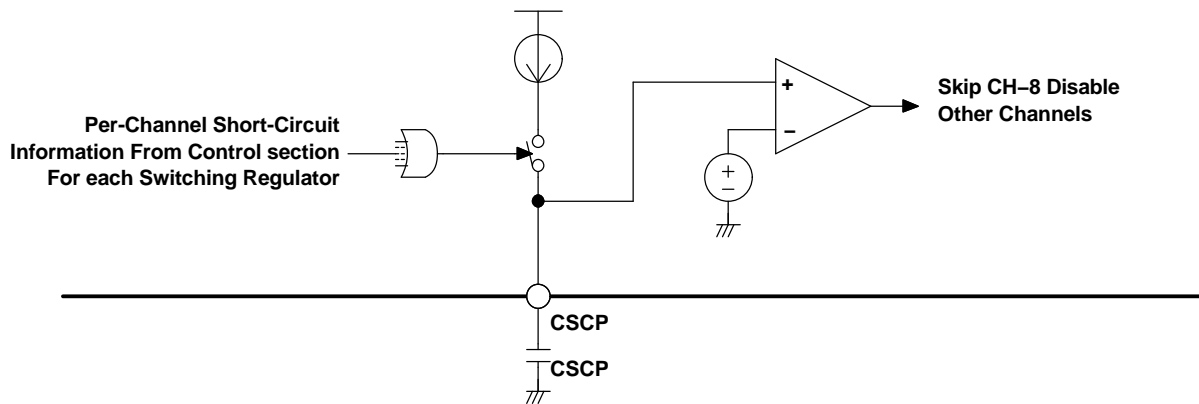 Per-Channel Short-Circuit
Information From Control section
For each Switching Regulator
+
−
+
−
Skip CH−8 Disable
Other Channels
CSCP
CSCP